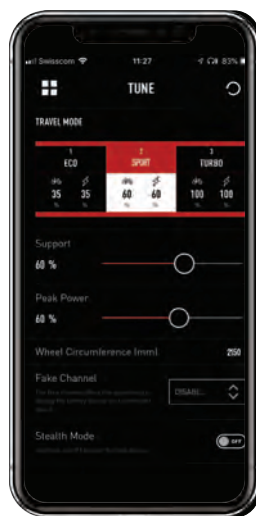 Swisscom 11:27 83%
TUNE
TRAVEL MODE
1 2 3
ECO SPORT TURBO
35 35 60 60 100 100
% % % % % %
Support
60 %
Peak Power
60 %
Wheel Circumference (mm) 2150
Fake Channel
DISABL...
Stealth Mode
OFF